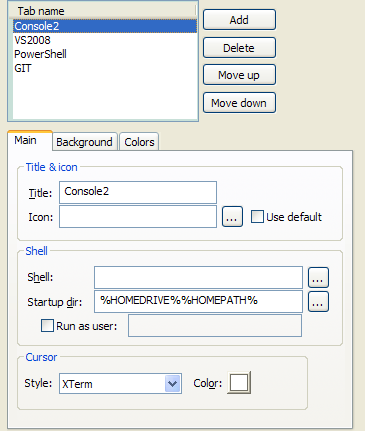 Tab name
Console2
VS2008
PowerShell
GIT
Add
Delete
Move up
Move down
Main Background Colors
Title & icon
Title: Console2
Icon: ... Use default
Shell
Shell: ...
Startup dir: %HOMEDRIVE%%HOMEPATH% ...
Run as user:
Cursor
Style: XTerm Color: